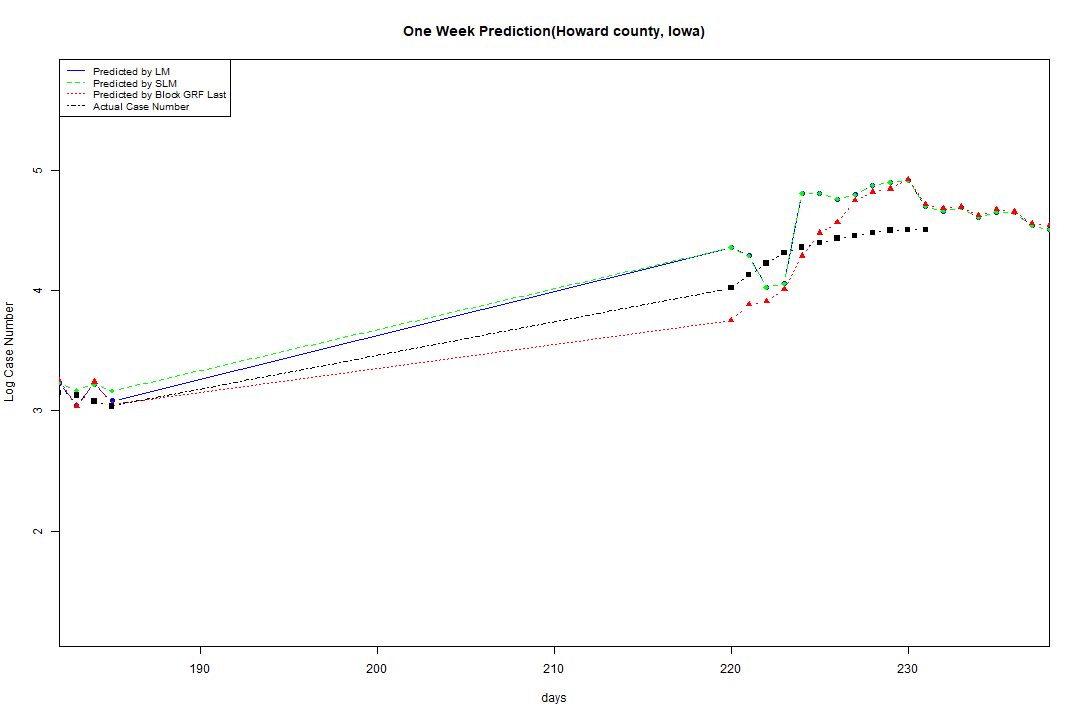 One Week Prediction(Howard county, Iowa)
Predicted by LM
Predicted by SLM
Predicted by Block GRF Last
Actual Case Number
5
4
3
2
Log Case Number
190 200 210 220 230
days